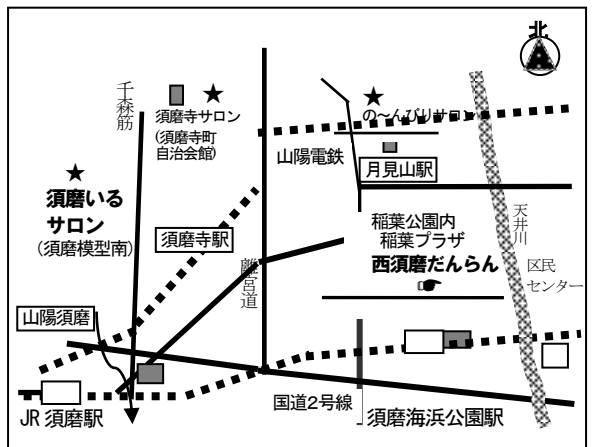 北
千森筋
須磨寺サロン
(須磨寺町
自治会館)
の~んびりサロン
山陽電鉄
月見山駅
須磨いる
サロン
(須磨模型南)
須磨寺駅
離宮道
稲葉公園内
稲葉プラザ
西須磨だんらん
天井川
区民
センター
山陽須磨
JR 須磨駅
国道2号線
須磨海浜公園駅